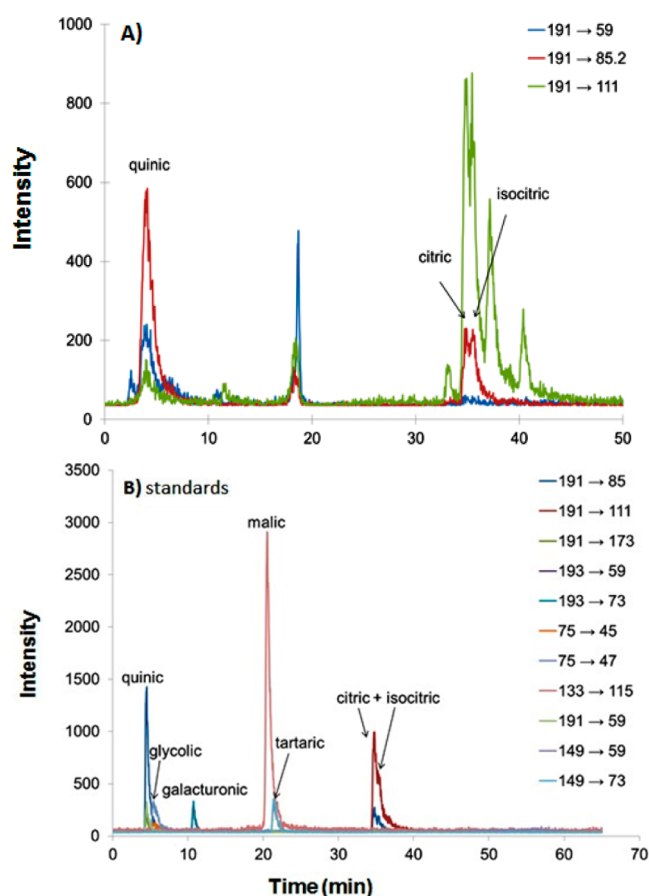 A)
1000
800
600
400
200
0
Intensity
191 → 59
191 → 85.2
191 → 111
quinic
isocitric
citric
0 10 20 30 40 50
B) standards
3500
3000
2500
2000
1500
1000
500
0
Intensity
191 → 85
191 → 111
191 → 173
193 → 59
193 → 73
75 → 45
75 → 47
133 → 115
191 → 59
149 → 59
149 → 73
malic
quinic
citric + isocitric
glycolic
tartaric
galacturonic
0 10 20 30 40 50 60 70
Time (min)